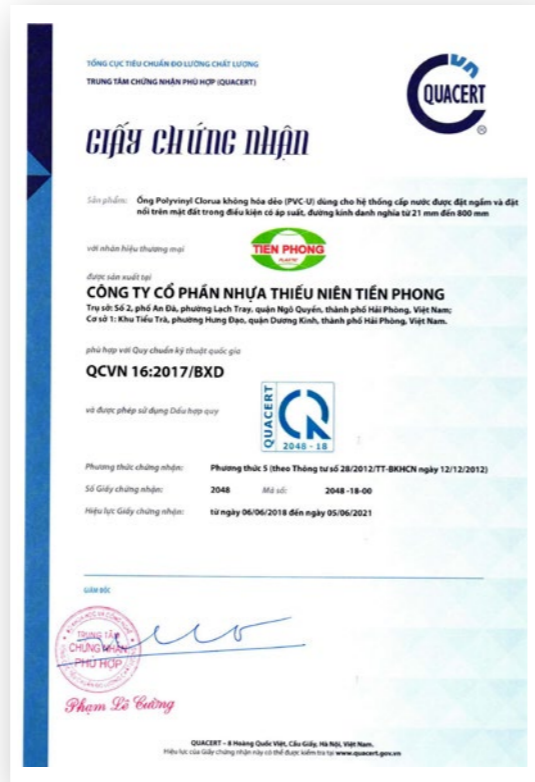 TỔNG CỤC TIÊU CHUẨN ĐO LƯỜNG CHẤT LƯỢNG
TRUNG TÂM CHỨNG NHẬN PHÙ HỢP (QUACERT)
QUACERT
®
GIẤY CHỨNG NHẬN
Sản phẩm: Ống Polyvinyl Clorua không hóa dẻo (PVC-U) dùng cho hệ thống cấp nước được đặt ngầm và đặt
nổi trên mặt đất trong điều kiện có áp suất, đường kính danh nghĩa từ 21 mm đến 800 mm
với nhãn hiệu thương mại
TIEN PHONG
PLASTIC
được sản xuất tại
CÔNG TY CỔ PHẦN NHỰA THIẾU NIÊN TIỀN PHONG
Trụ sở: Số 2, phố An Đà, phường Lạch Tray, quận Ngô Quyền, thành phố Hải Phòng, Việt Nam;
Cơ sở 1: Khu Tiểu Trà, phường Hưng Đạo, quận Dương Kinh, thành phố Hải Phòng, Việt Nam.
phù hợp với Quy chuẩn kỹ thuật quốc gia
QCVN 16:2017/BXD
và được phép sử dụng Dấu hợp quy
QUACERT
2048 - 18
Phương thức chứng nhận: Phương thức 5 (theo Thông tư số 28/2012/TT-BKHCN ngày 12/12/2012)
Số Giấy chứng nhận: 2048 Mã số: 2048 -18-00
Hiệu lực Giấy chứng nhận: từ ngày 06/06/2018 đến ngày 05/06/2021
GIÁM ĐỐC
TRUNG TÂM
CHỨNG NHẬN
PHÙ HỢP
Phạm Lê Cường
QUACERT – 8 Hoàng Quốc Việt, Cầu Giấy, Hà Nội, Việt Nam.
Hiệu lực của Giấy chứng nhận này có thể được kiểm tra tại www.quacert.gov.vn